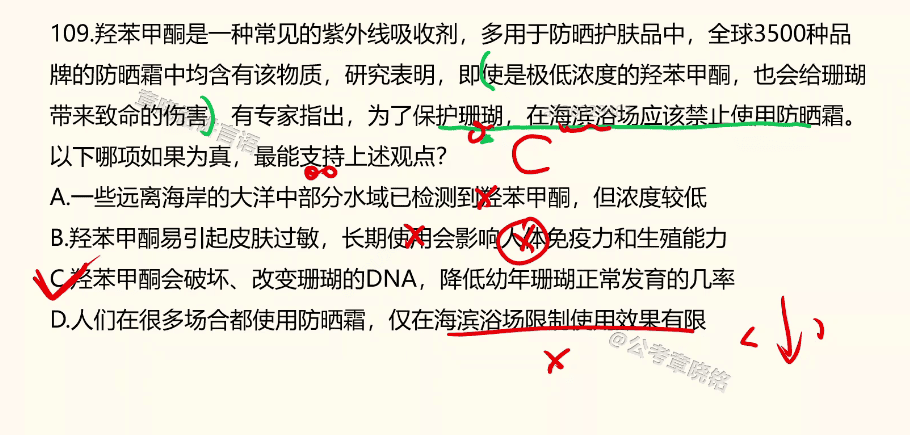 109.羟苯甲酮是一种常见的紫外线吸收剂，多用于防晒护肤品中，全球3500种品
牌的防晒霜中均含有该物质，研究表明，即使是极低浓度的羟苯甲酮，也会给珊瑚
带来致命的伤害，有专家指出，为了保护珊瑚，在海滨浴场应该禁止使用防晒霜。
以下哪项如果为真，最能支持上述观点？
C
A.一些远离海岸的大洋中部分水域已检测到羟苯甲酮，但浓度较低
B.羟苯甲酮易引起皮肤过敏，长期使用会影响人体免疫力和生殖能力
C.羟苯甲酮会破坏、改变珊瑚的DNA，降低幼年珊瑚正常发育的几率
D.人们在很多场合都使用防晒霜，仅在海滨浴场限制使用效果有限
@公考章晓铭